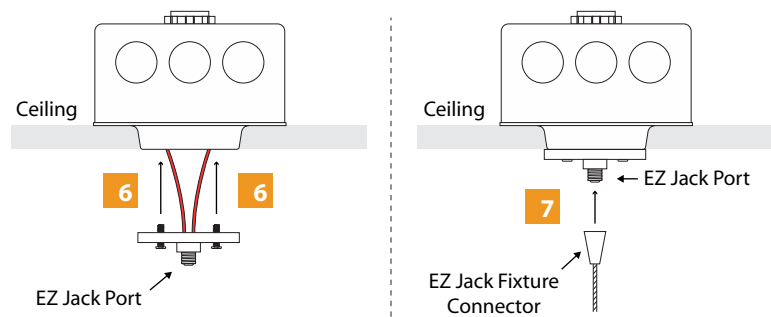 Ceiling
6
6
EZ Jack Port
Ceiling
EZ Jack Port
7
EZ Jack Fixture
Connector